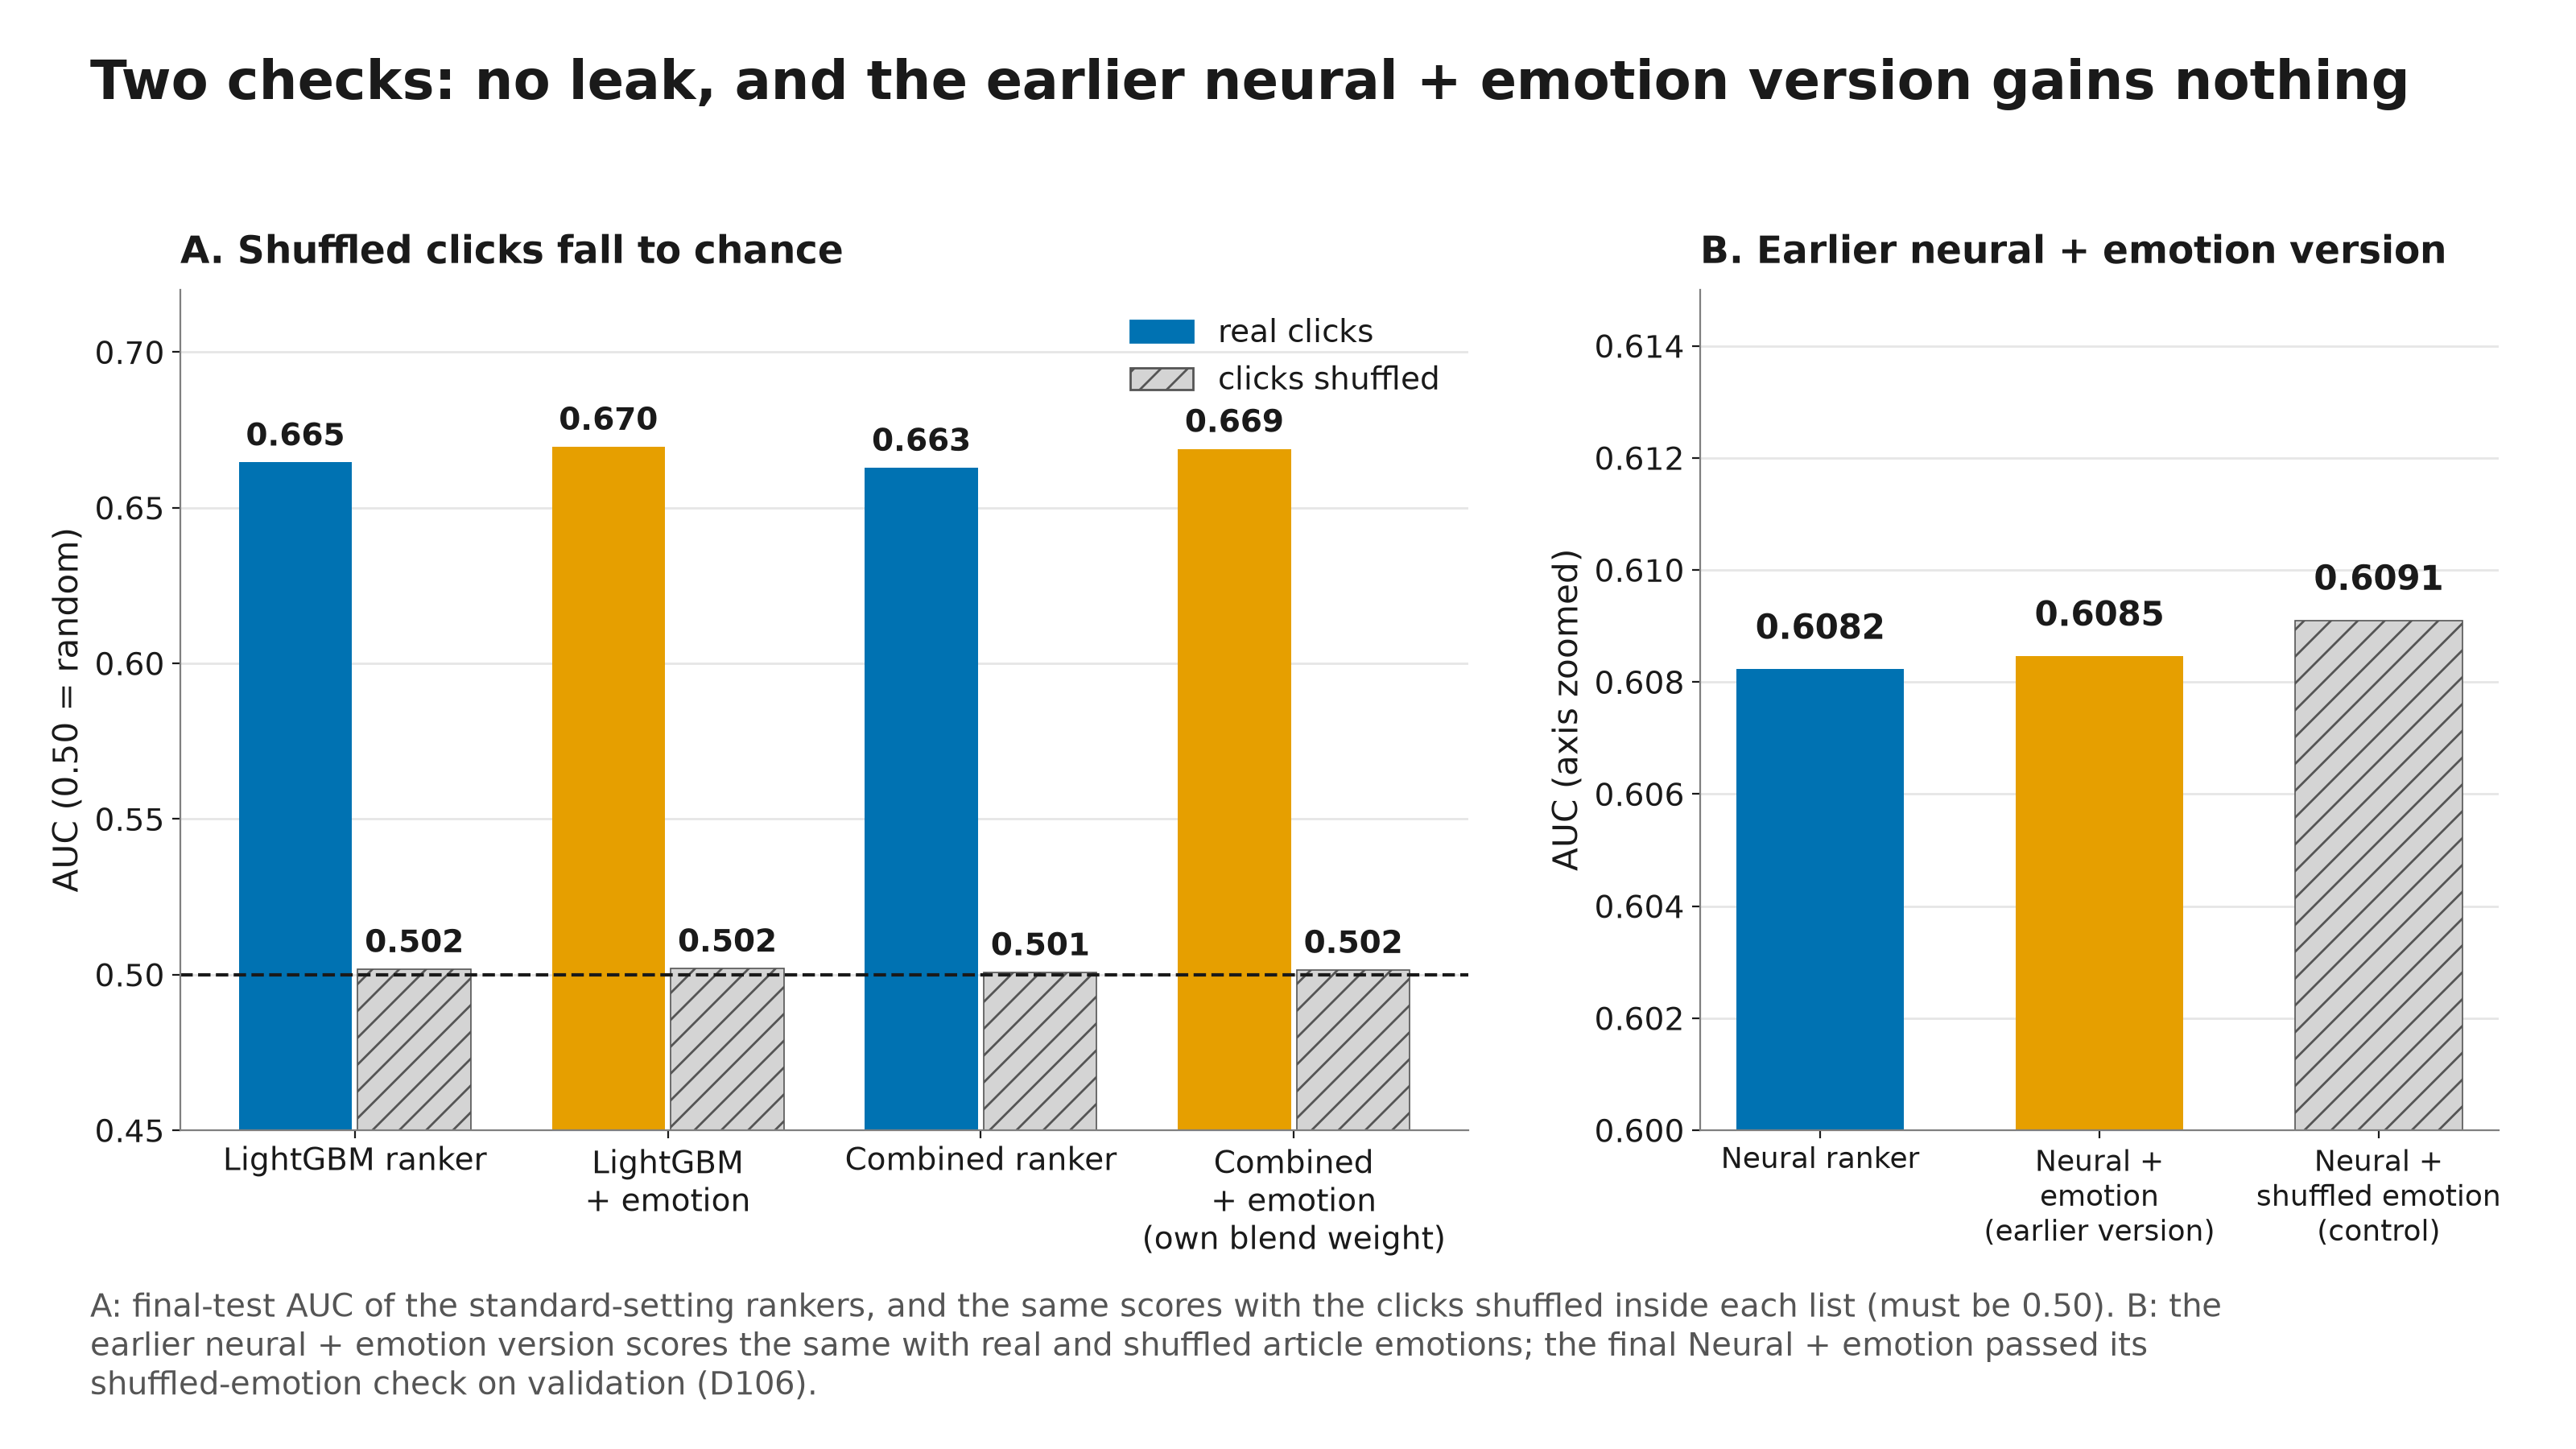 Two checks: no leak, and the earlier neural + emotion version gains nothing
A. Shuffled clicks fall to chance
real clicks
clicks shuffled
AUC (0.50 = random)
0.70
0.65
0.60
0.55
0.50
0.45
0.665
0.502
0.670
0.502
0.663
0.501
0.669
0.502
LightGBM ranker
LightGBM
+ emotion
Combined ranker
Combined
+ emotion
(own blend weight)
B. Earlier neural + emotion version
AUC (axis zoomed)
0.614
0.612
0.610
0.608
0.606
0.604
0.602
0.600
0.6082
0.6085
0.6091
Neural ranker
Neural +
emotion
(earlier version)
Neural +
shuffled emotion
(control)
A: final-test AUC of the standard-setting rankers, and the same scores with the clicks shuffled inside each list (must be 0.50). B: the
earlier neural + emotion version scores the same with real and shuffled article emotions; the final Neural + emotion passed its
shuffled-emotion check on validation (D106).